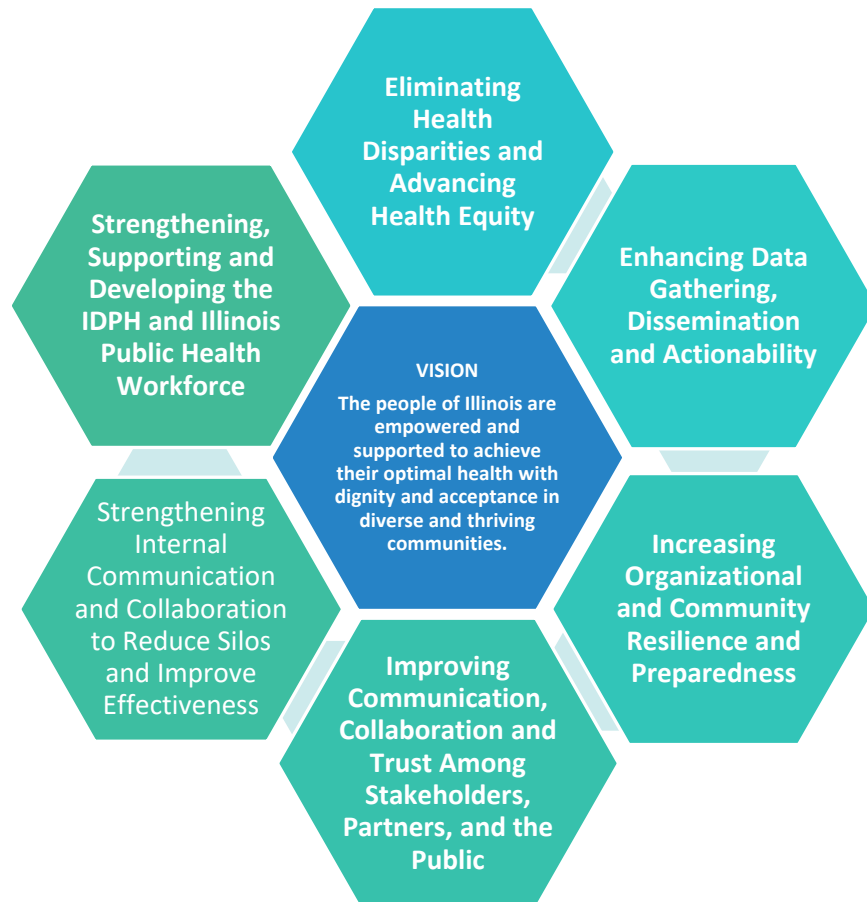 Eliminating
Health
Disparities and
Advancing
Health Equity
Enhancing Data
Gathering,
Dissemination
and Actionability
Increasing
Organizational
and Community
Resilience and
Preparedness
Improving
Communication,
Collaboration and
Trust Among
Stakeholders,
Partners, and the
Public
Strengthening
Internal
Communication
and Collaboration
to Reduce Silos
and Improve
Effectiveness
Strengthening,
Supporting and
Developing the
IDPH and Illinois
Public Health
Workforce
VISION
The people of Illinois are
empowered and
supported to achieve
their optimal health with
dignity and acceptance in
diverse and thriving
communities.